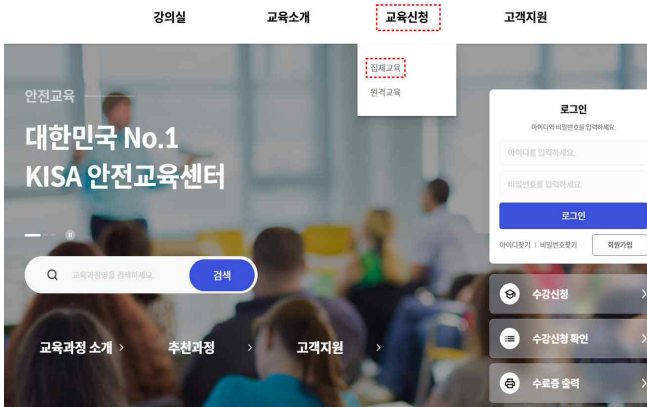 강의실 교육소개 교육신청 고객지원
집체교육
원격교육
안전교육
대한민국 No.1
KISA 안전교육센터
교육과정명을 검색하세요.
검색
교육과정 소개
추천과정
고객지원
로그인
아이디와 비밀번호를 입력하세요.
아이디를 입력하세요.
비밀번호를 입력하세요.
로그인
아이디찾기 | 비밀번호찾기 회원가입
수강신청
수강신청 확인
수료증 출력